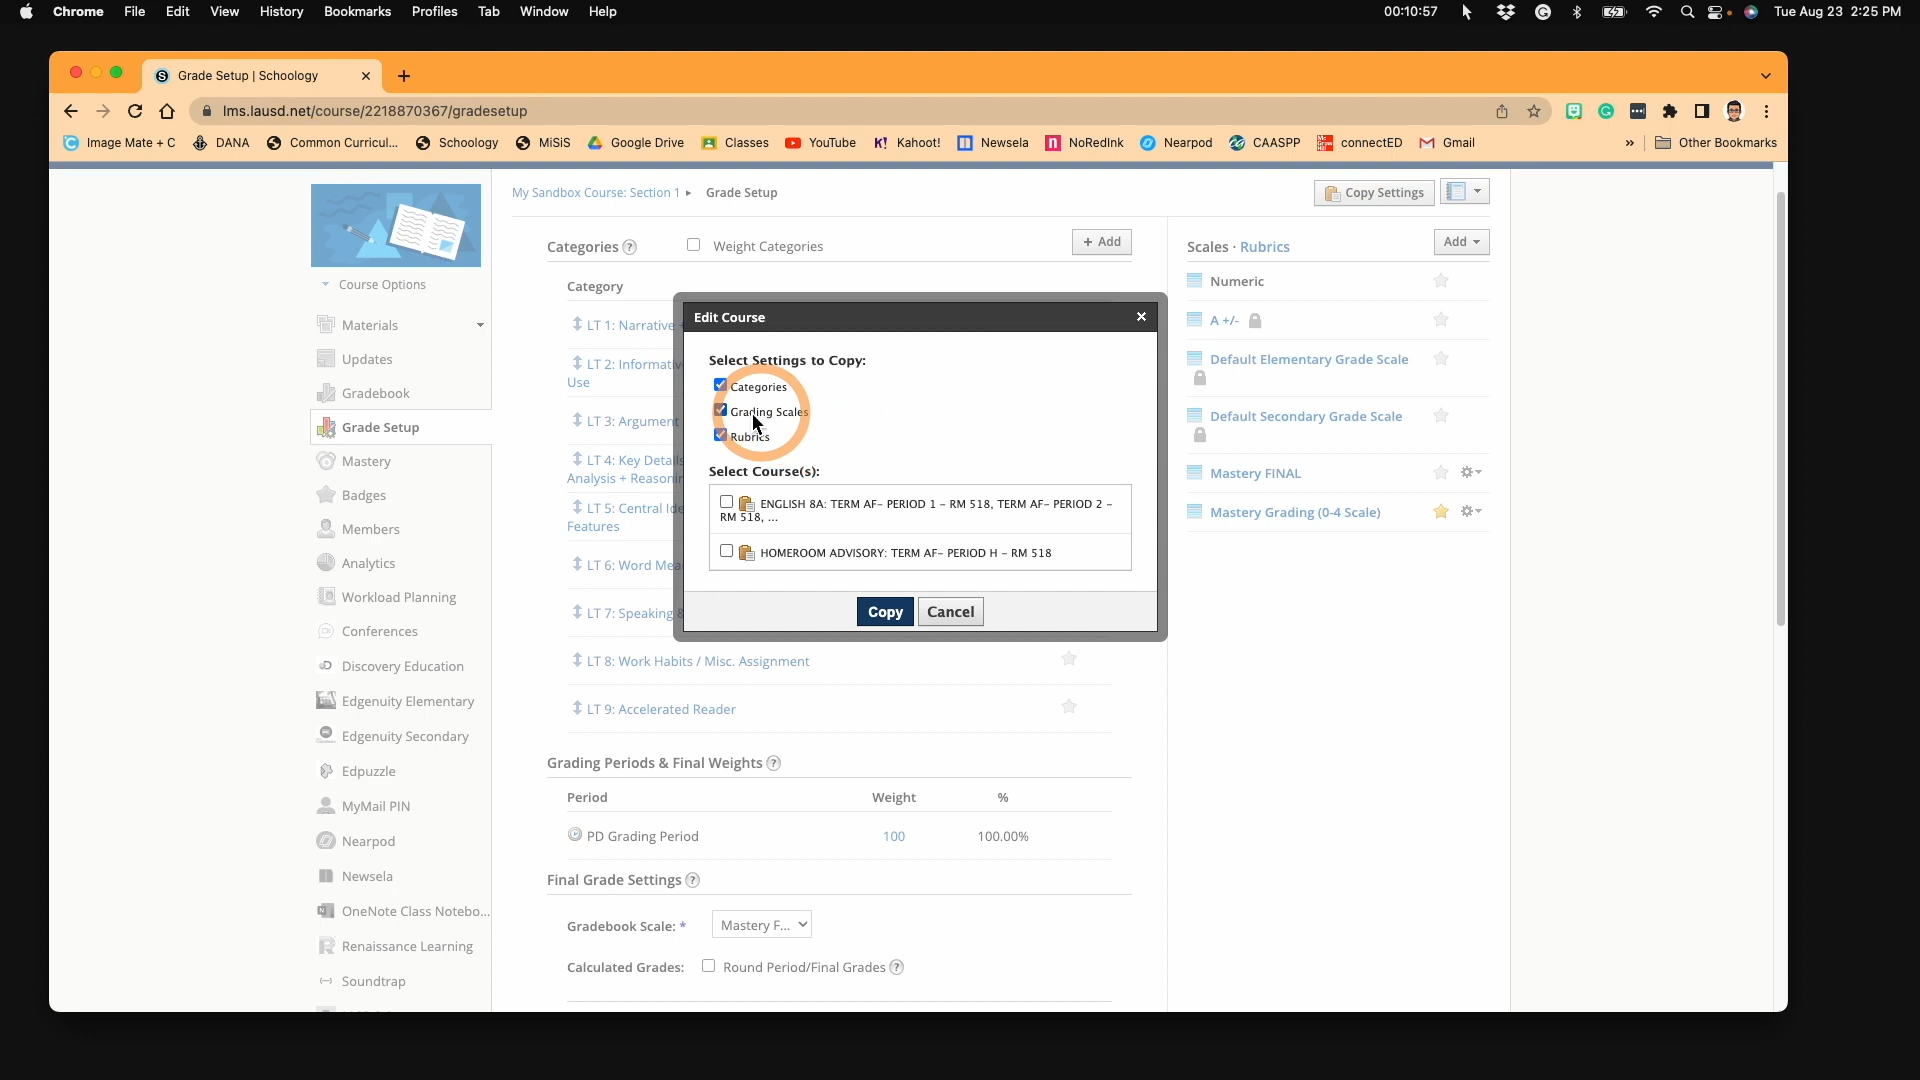 Chrome File Edit View History Bookmarks Profiles Tab Window Help 00:10:57 Tue Aug 23 2:25 PM
Grade Setup | Schoology
lms.lausd.net/course/2218870367/gradesetup
Image Mate + C DANA Common Curricul... Schoology MiSiS Google Drive Classes YouTube Kahoot! Newsela NoRedInk Nearpod CAASPP connectED Gmail » Other Bookmarks
My Sandbox Course: Section 1 Grade Setup
Copy Settings
Course Options
Materials
Updates
Gradebook
Grade Setup
Mastery
Badges
Members
Analytics
Workload Planning
Conferences
Discovery Education
Edgenuity Elementary
Edgenuity Secondary
Edpuzzle
MyMail PIN
Nearpod
Newsela
OneNote Class Notebo...
Renaissance Learning
Soundtrap
Categories ? Weight Categories + Add
Category
LT 1: Narrative
LT 2: Informativ
Use
LT 3: Argument
LT 4: Key Details
Analysis + Reasoni
LT 5: Central Ide
Features
LT 6: Word Mea
LT 7: Speaking &
LT 8: Work Habits / Misc. Assignment
LT 9: Accelerated Reader
Grading Periods & Final Weights ?
Period Weight %
PD Grading Period 100 100.00%
Final Grade Settings ?
Gradebook Scale: * Mastery F...
Calculated Grades: Round Period/Final Grades ?
Edit Course
Select Settings to Copy:
Categories
Grading Scales
Rubrics
Select Course(s):
ENGLISH 8A: TERM AF- PERIOD 1 - RM 518, TERM AF- PERIOD 2 -
RM 518, ...
HOMEROOM ADVISORY: TERM AF- PERIOD H - RM 518
Copy Cancel
Scales · Rubrics Add
Numeric
A +/-
Default Elementary Grade Scale
Default Secondary Grade Scale
Mastery FINAL
Mastery Grading (0-4 Scale)